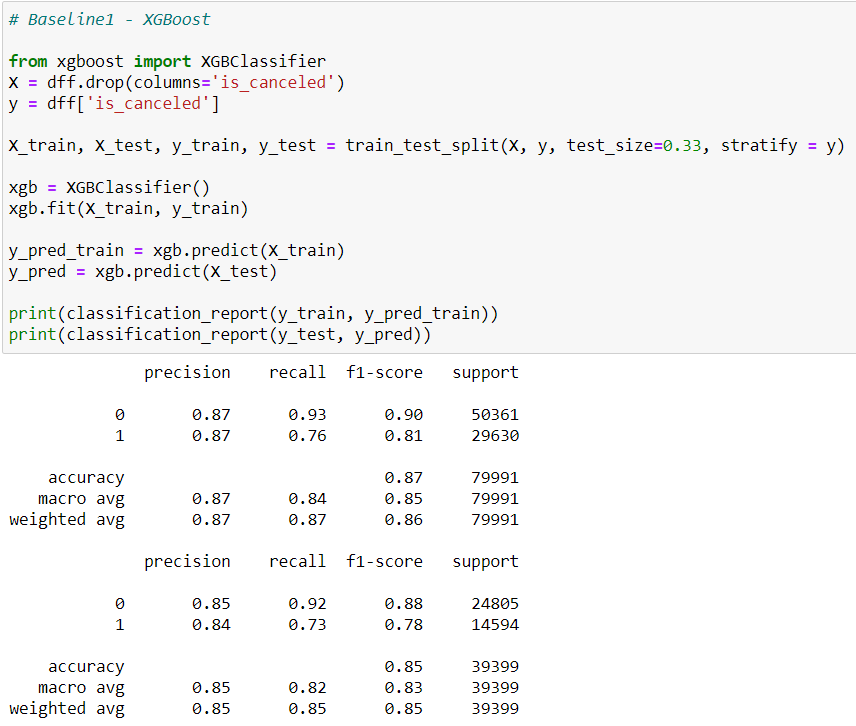 # Baseline1 - XGBoost
from xgboost import XGBClassifier
X = dff.drop(columns='is_canceled')
y = dff['is_canceled']
X_train, X_test, y_train, y_test = train_test_split(X, y, test_size=0.33, stratify = y)
xgb = XGBClassifier()
xgb.fit(X_train, y_train)
y_pred_train = xgb.predict(X_train)
y_pred = xgb.predict(X_test)
print(classification_report(y_train, y_pred_train))
print(classification_report(y_test, y_pred))
precision recall f1-score support
0 0.87 0.93 0.90 50361
1 0.87 0.76 0.81 29630
accuracy 0.87 79991
macro avg 0.87 0.84 0.85 79991
weighted avg 0.87 0.87 0.86 79991
precision recall f1-score support
0 0.85 0.92 0.88 24805
1 0.84 0.73 0.78 14594
accuracy 0.85 39399
macro avg 0.85 0.82 0.83 39399
weighted avg 0.85 0.85 0.85 39399